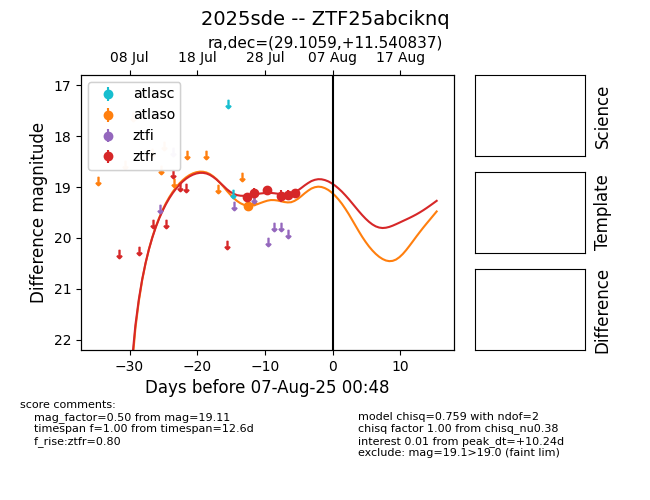 2025sde -- ZTF25abciknq
ra,dec=(29.1059,+11.540837)
08 Jul 18 Jul 28 Jul 07 Aug 17 Aug
atlasc
atlaso
ztfi
ztfr
17
18
19
20
21
22
Difference magnitude
−30 −20 −10 0 10
Days before 07-Aug-25 00:48
Science
Template
Difference
score comments:
mag_factor=0.50 from mag=19.11
timespan f=1.00 from timespan=12.6d
f_rise:ztfr=0.80
model chisq=0.759 with ndof=2
chisq factor 1.00 from chisq_nu0.38
interest 0.01 from peak_dt=+10.24d
exclude: mag=19.1>19.0 (faint lim)